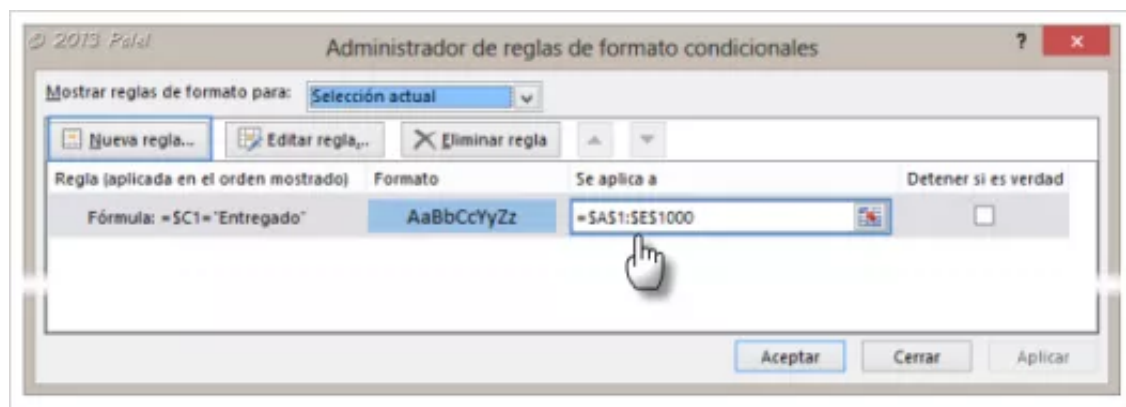 © 2013 Palal
Administrador de reglas de formato condicionales
?
Mostrar reglas de formato para: Selección actual
Nueva regla... Editar regla... Eliminar regla
Regla (aplicada en el orden mostrado) Formato Se aplica a Detener si es verdad
Fórmula: =$C1="Entregado" AaBbCcYyZz =$A$1:$E$1000
Aceptar Cerrar Aplicar